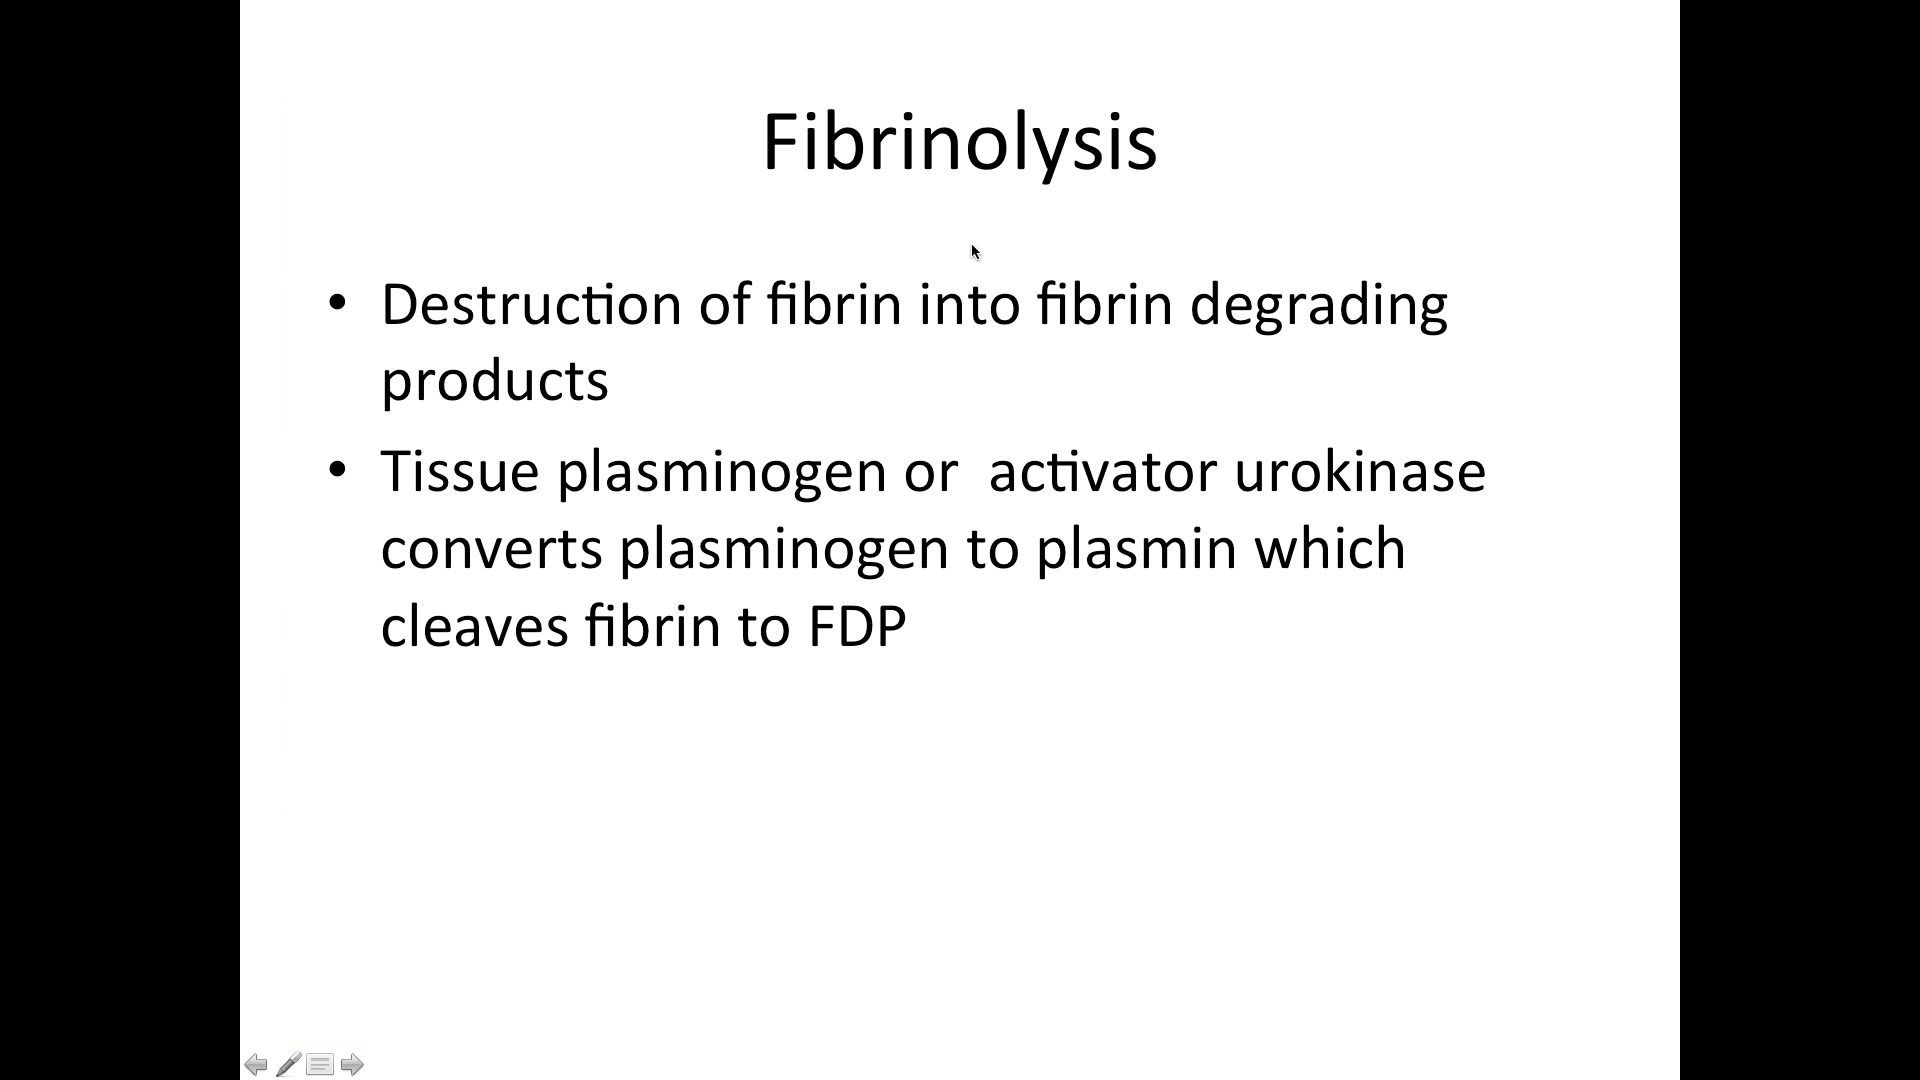 Fibrinolysis
• Destruction of fibrin into fibrin degrading
products
• Tissue plasminogen or  activator urokinase
converts plasminogen to plasmin which
cleaves fibrin to FDP